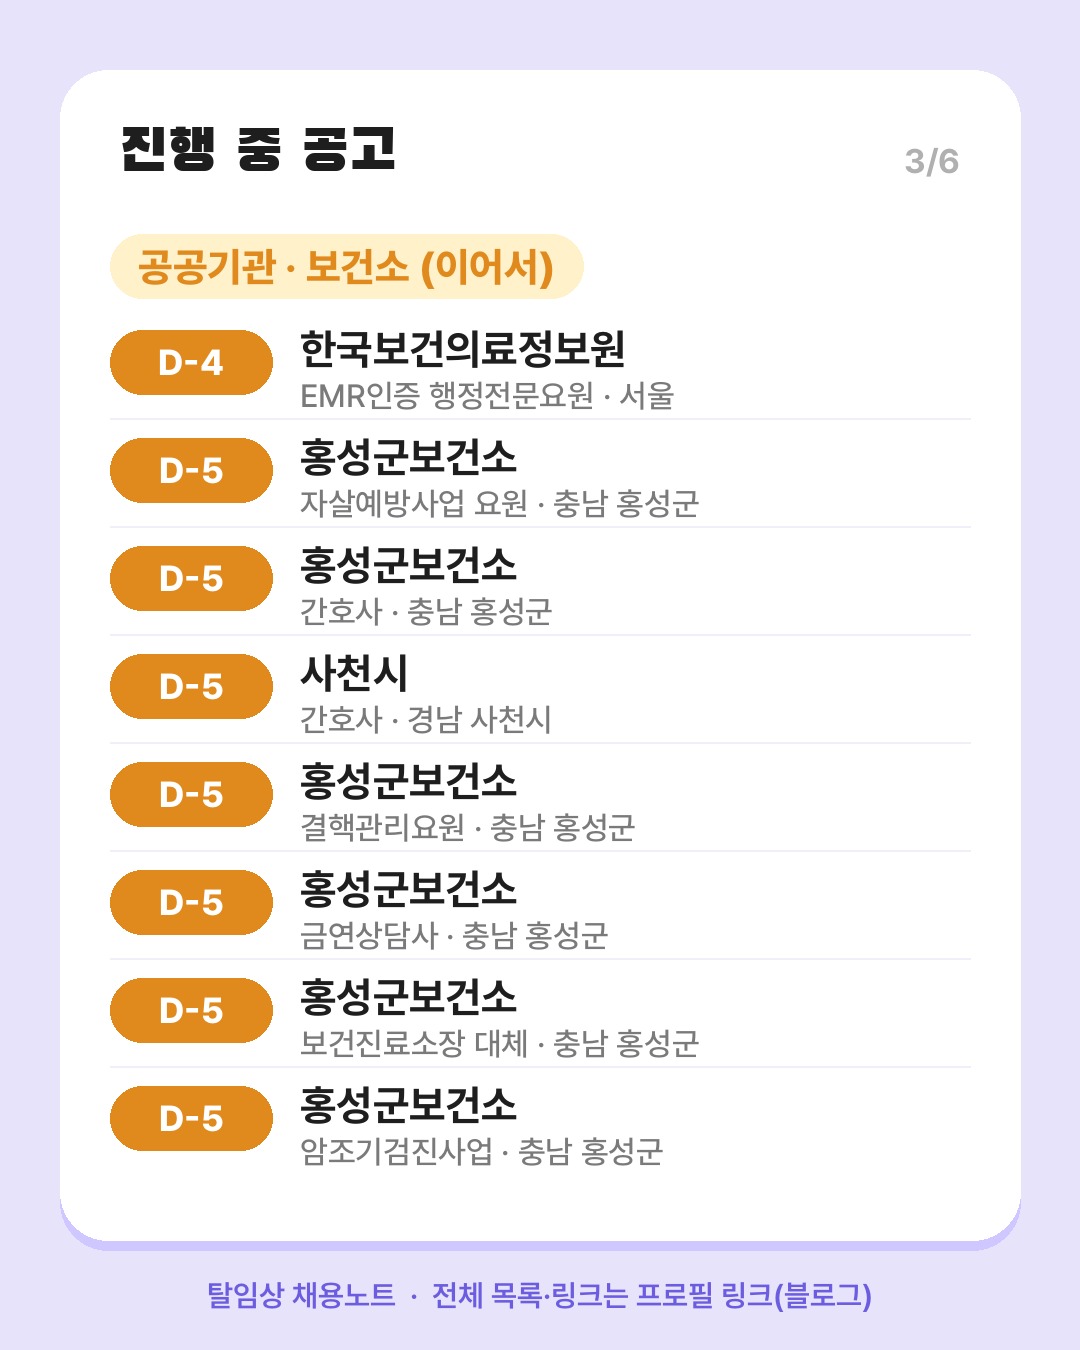 진행 중 공고
3/6
공공기관 · 보건소 (이어서)
D-4
한국보건의료정보원
EMR인증 행정전문요원 · 서울
D-5
홍성군보건소
자살예방사업 요원 · 충남 홍성군
D-5
홍성군보건소
간호사 · 충남 홍성군
D-5
사천시
간호사 · 경남 사천시
D-5
홍성군보건소
결핵관리요원 · 충남 홍성군
D-5
홍성군보건소
금연상담사 · 충남 홍성군
D-5
홍성군보건소
보건진료소장 대체 · 충남 홍성군
D-5
홍성군보건소
암조기검진사업 · 충남 홍성군
탈임상 채용노트 · 전체 목록·링크는 프로필 링크(블로그)